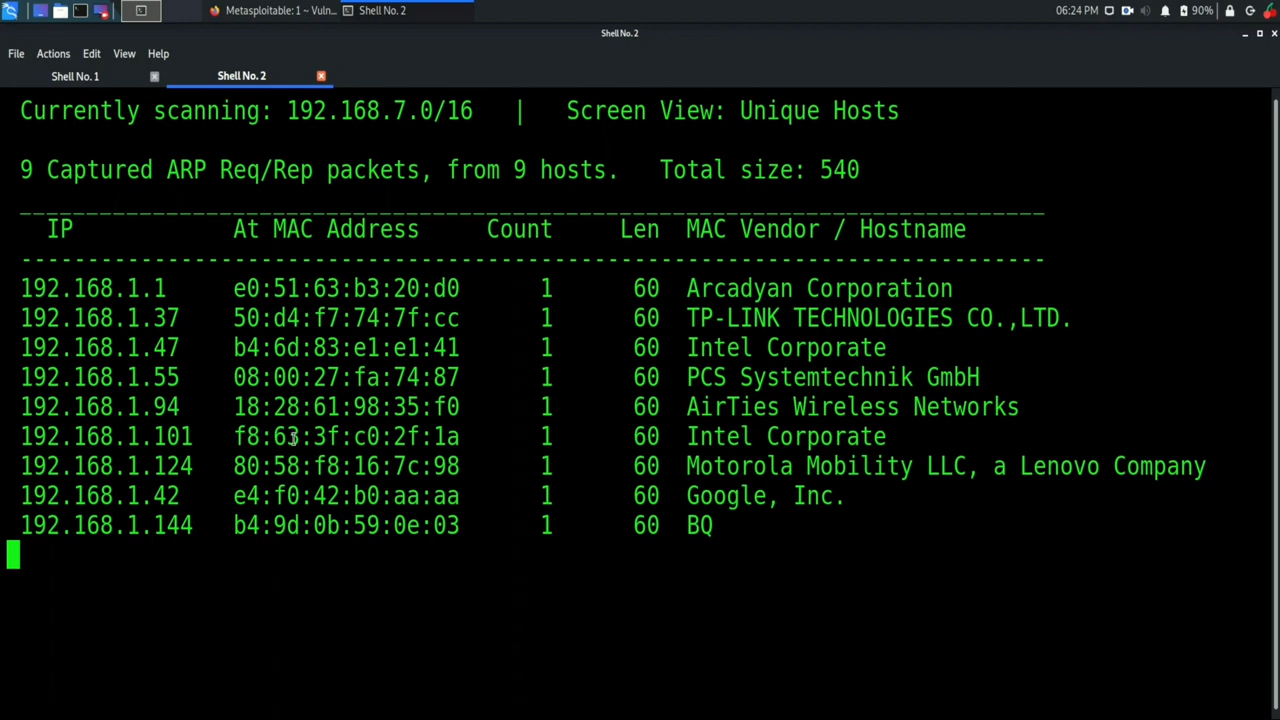 Metasploitable: 1 ~ Vuln... Shell No. 2 06:24 PM 90%
Shell No. 2
File Actions Edit View Help
Shell No. 1 Shell No. 2
Currently scanning: 192.168.7.0/16 | Screen View: Unique Hosts
9 Captured ARP Req/Rep packets, from 9 hosts. Total size: 540
_____________________________________________________________________________
IP At MAC Address Count Len MAC Vendor / Hostname
-----------------------------------------------------------------------------
192.168.1.1 e0:51:63:b3:20:d0 1 60 Arcadyan Corporation
192.168.1.37 50:d4:f7:74:7f:cc 1 60 TP-LINK TECHNOLOGIES CO.,LTD.
192.168.1.47 b4:6d:83:e1:e1:41 1 60 Intel Corporate
192.168.1.55 08:00:27:fa:74:87 1 60 PCS Systemtechnik GmbH
192.168.1.94 18:28:61:98:35:f0 1 60 AirTies Wireless Networks
192.168.1.101 f8:63:3f:c0:2f:1a 1 60 Intel Corporate
192.168.1.124 80:58:f8:16:7c:98 1 60 Motorola Mobility LLC, a Lenovo Company
192.168.1.42 e4:f0:42:b0:aa:aa 1 60 Google, Inc.
192.168.1.144 b4:9d:0b:59:0e:03 1 60 BQ